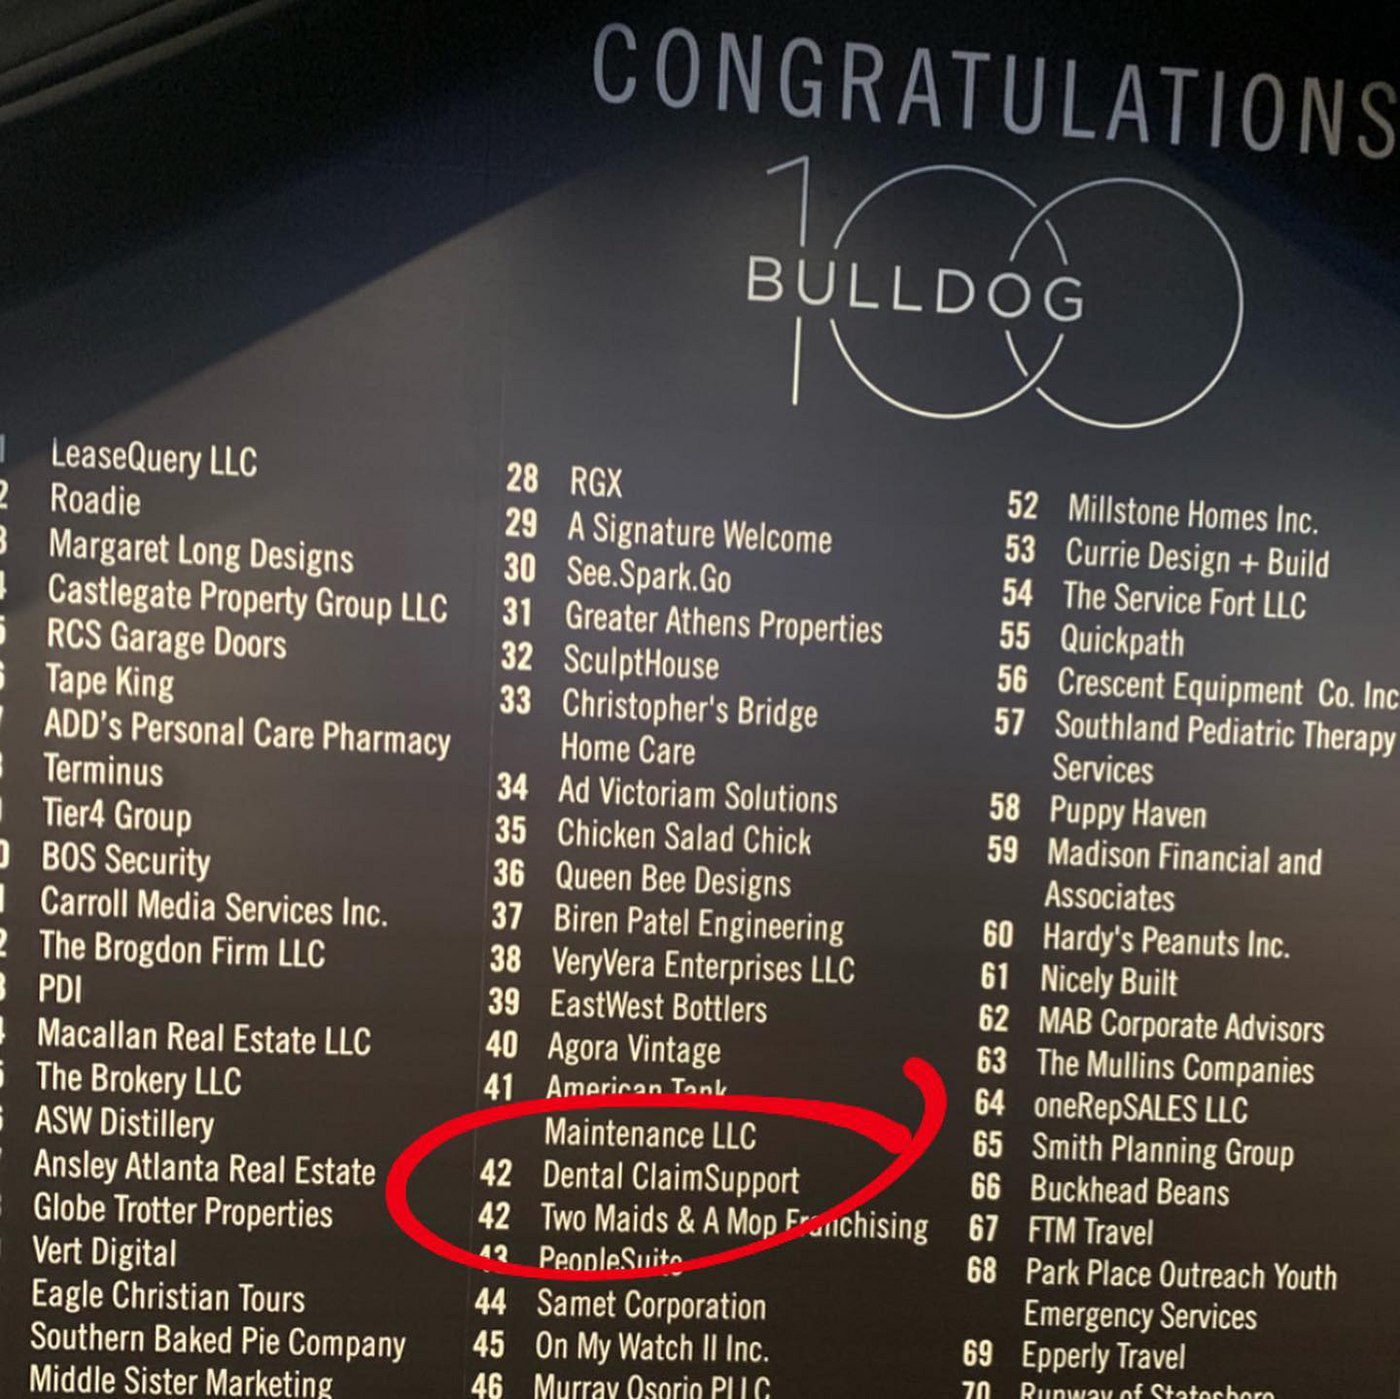 CONGRATULATIONS
100
BULLDOG
LeaseQuery LLC
2 Roadie
3 Margaret Long Designs
Castlegate Property Group LLC
RCS Garage Doors
Tape King
ADD's Personal Care Pharmacy
Terminus
Tier4 Group
BOS Security
Carroll Media Services Inc.
2 The Brogdon Firm LLC
3 PDI
Macallan Real Estate LLC
The Brokery LLC
ASW Distillery
Ansley Atlanta Real Estate
Globe Trotter Properties
Vert Digital
Eagle Christian Tours
Southern Baked Pie Company
Middle Sister Marketing
28 RGX
29 A Signature Welcome
30 See.Spark.Go
31 Greater Athens Properties
32 SculptHouse
33 Christopher's Bridge
Home Care
34 Ad Victoriam Solutions
35 Chicken Salad Chick
36 Queen Bee Designs
37 Biren Patel Engineering
38 VeryVera Enterprises LLC
39 EastWest Bottlers
40 Agora Vintage
41 American Tank
Maintenance LLC
42 Dental ClaimSupport
42 Two Maids & A Mop Franchising
43 PeopleSuite
44 Samet Corporation
45 On My Watch II Inc.
46 Murray Osorio PLLC
52 Millstone Homes Inc.
53 Currie Design + Build
54 The Service Fort LLC
55 Quickpath
56 Crescent Equipment Co. Inc
57 Southland Pediatric Therapy
Services
58 Puppy Haven
59 Madison Financial and
Associates
60 Hardy's Peanuts Inc.
61 Nicely Built
62 MAB Corporate Advisors
63 The Mullins Companies
64 oneRepSALES LLC
65 Smith Planning Group
66 Buckhead Beans
67 FTM Travel
68 Park Place Outreach Youth
Emergency Services
69 Epperly Travel
70 Runway of Statesboro